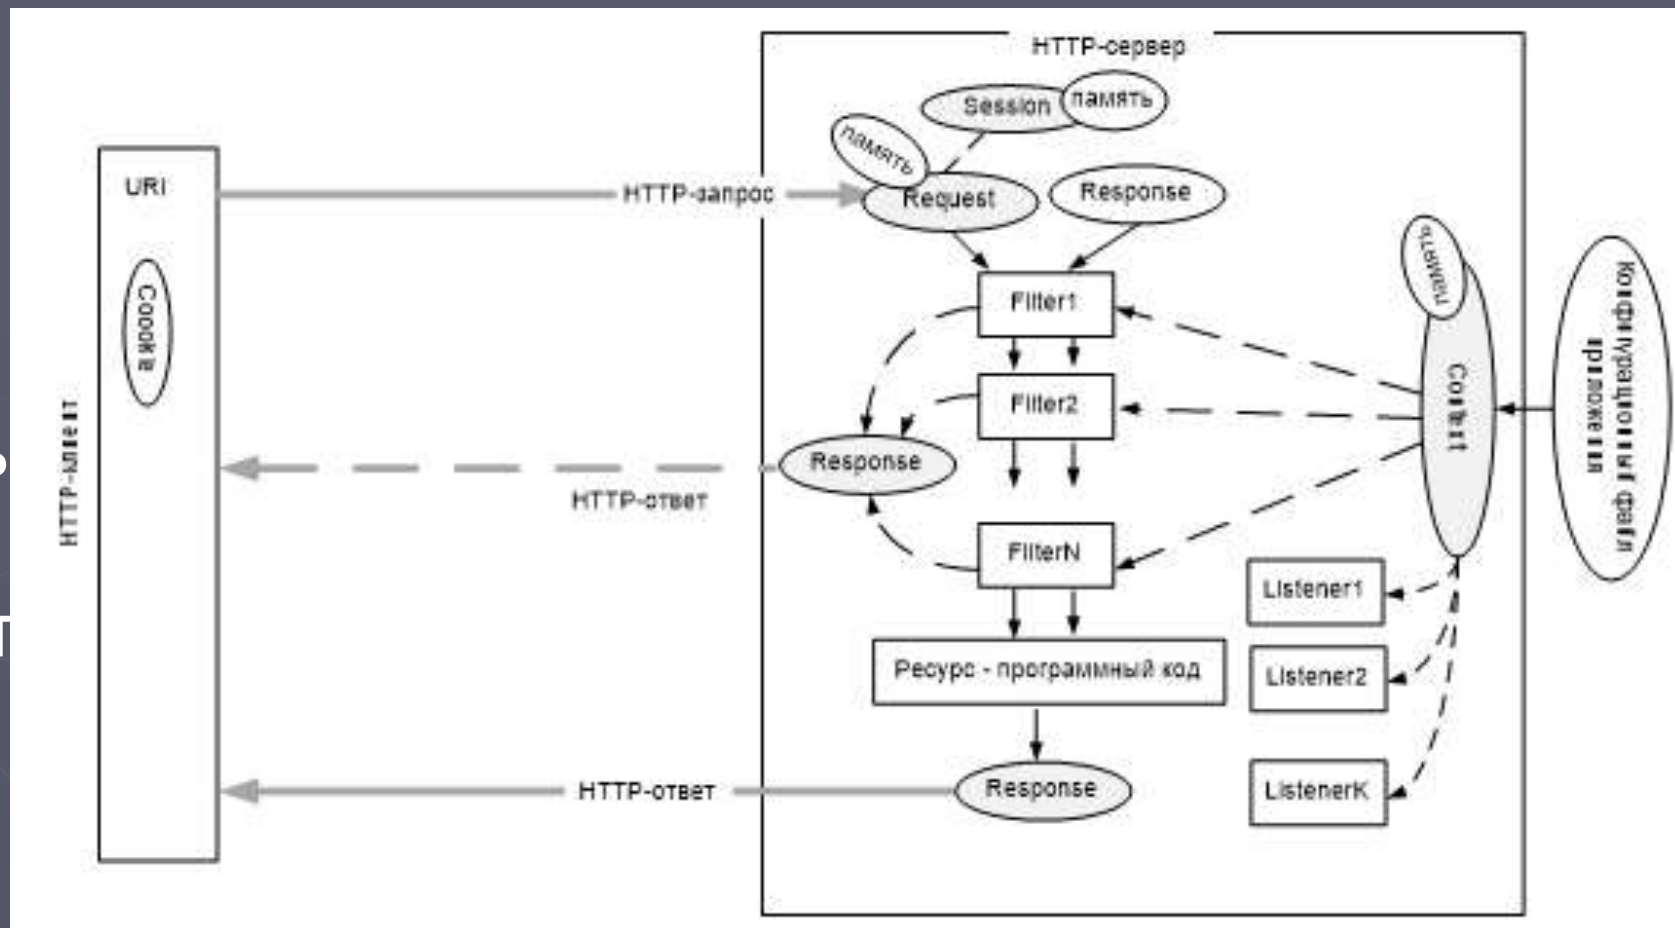 HTTP-сервер
Session
память
память
URI
HTTP-запрос
Request
Response
память
Cookie
Filter1
Конфигурационный файл
приложения
Context
Filter2
HTTP-клиент
Response
HTTP-ответ
FilterN
Listener1
Ресурс - программный код
Listener2
HTTP-ответ
Response
ListenerK